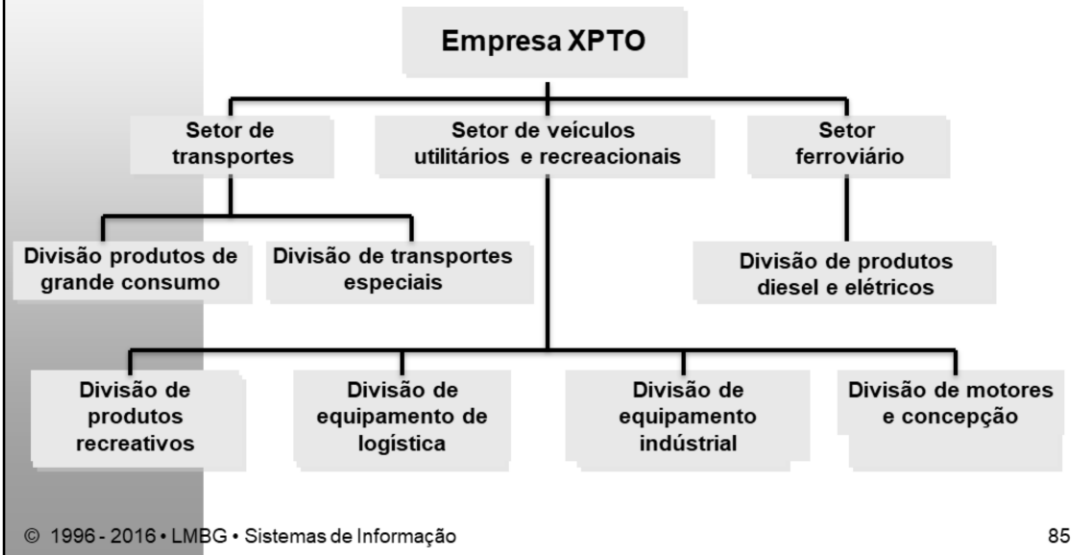 Empresa XPTO
Setor de
transportes
Setor de veículos
utilitários e recreacionais
Setor
ferroviário
Divisão produtos de
grande consumo
Divisão de transportes
especiais
Divisão de produtos
diesel e elétricos
Divisão de
produtos
recreativos
Divisão de
equipamento de
logística
Divisão de
equipamento
indústrial
Divisão de motores
e concepção
© 1996 - 2016 • LMBG • Sistemas de Informação
85